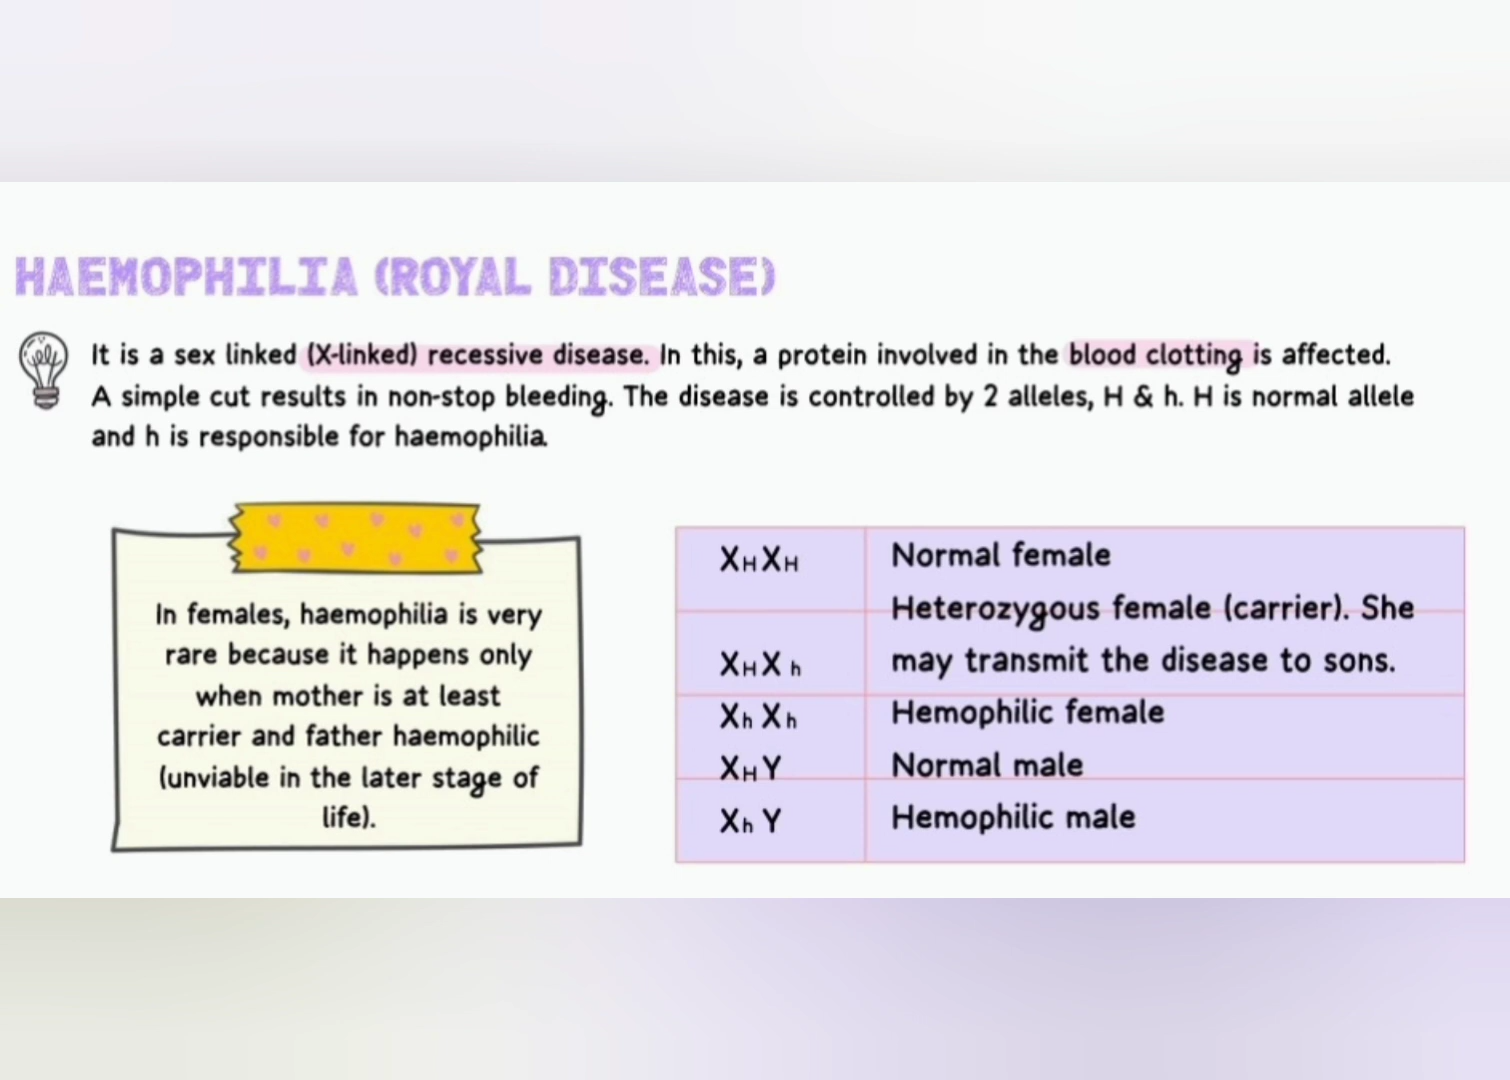 HAEMOPHILIA (ROYAL DISEASE)
It is a sex linked (X-linked) recessive disease. In this, a protein involved in the blood clotting is affected.
A simple cut results in non-stop bleeding. The disease is controlled by 2 alleles, H & h. H is normal allele
and h is responsible for haemophilia.
In females, haemophilia is very
rare because it happens only
when mother is at least
carrier and father haemophilic
(unviable in the later stage of
life).
XHXH Normal female
Heterozygous female (carrier). She
XHX h may transmit the disease to sons.
Xh Xh Hemophilic female
XHY Normal male
Xh Y Hemophilic male